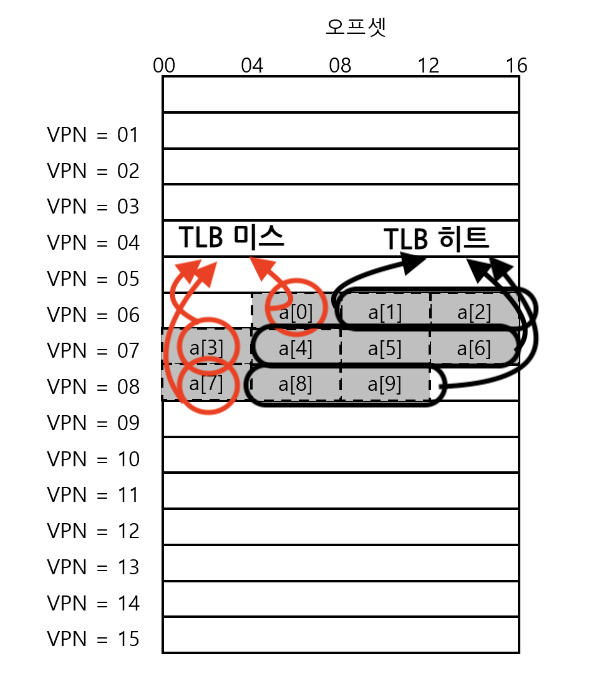 오프셋
00 04 08 12 16
VPN = 01
VPN = 02
VPN = 03
VPN = 04 TLB 미스 TLB 히트
VPN = 05
VPN = 06 a[0] a[1] a[2]
VPN = 07 a[3] a[4] a[5] a[6]
VPN = 08 a[7] a[8] a[9]
VPN = 09
VPN = 10
VPN = 11
VPN = 12
VPN = 13
VPN = 14
VPN = 15